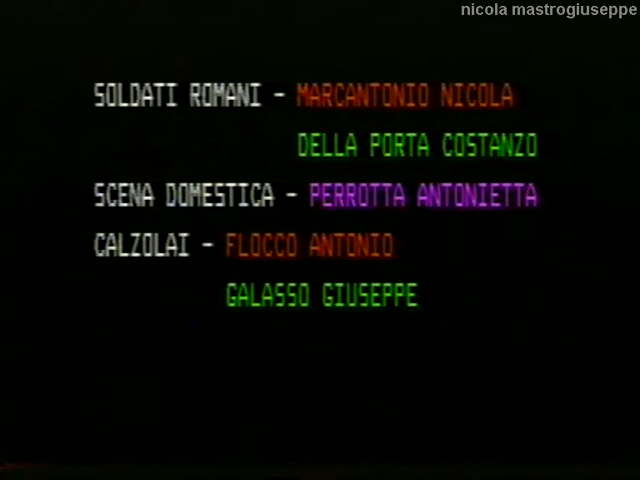 nicola mastrogiuseppe
SOLDATI ROMANI - MARCANTONIO NICOLA
DELLA PORTA COSTANZO
SCENA DOMESTICA - PERROTTA ANTONIETTA
CALZOLAI - FLOCCO ANTONIO
GALASSO GIUSEPPE